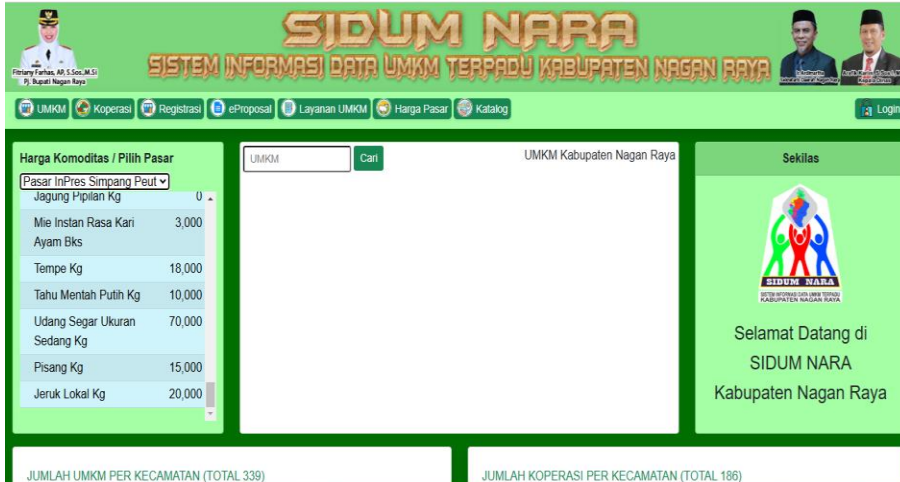 SIDUM NARA
SISTEM INFORMASI DATA UMKM TERPADU KABUPATEN NAGAN RAYA
Fitriany Farhas, AP, S.Sos.,M.Si
Pj. Bupati Nagan Raya
UMKM Koperasi Registrasi eProposal Layanan UMKM Harga Pasar Katalog Login
Harga Komoditas / Pilih Pasar
Pasar InPres Simpang Peut
Jagung Pipilan Kg 0
Mie Instan Rasa Kari 3,000
Ayam Bks
Tempe Kg 18,000
Tahu Mentah Putih Kg 10,000
Udang Segar Ukuran 70,000
Sedang Kg
Pisang Kg 15,000
Jeruk Lokal Kg 20,000
UMKM Cari UMKM Kabupaten Nagan Raya
Sekilas
SIDUM NARA
SISTEM INFORMASI DATA UMKM TERPADU
KABUPATEN NAGAN RAYA
Selamat Datang di
SIDUM NARA
Kabupaten Nagan Raya
JUMLAH UMKM PER KECAMATAN (TOTAL 339)
JUMLAH KOPERASI PER KECAMATAN (TOTAL 186)